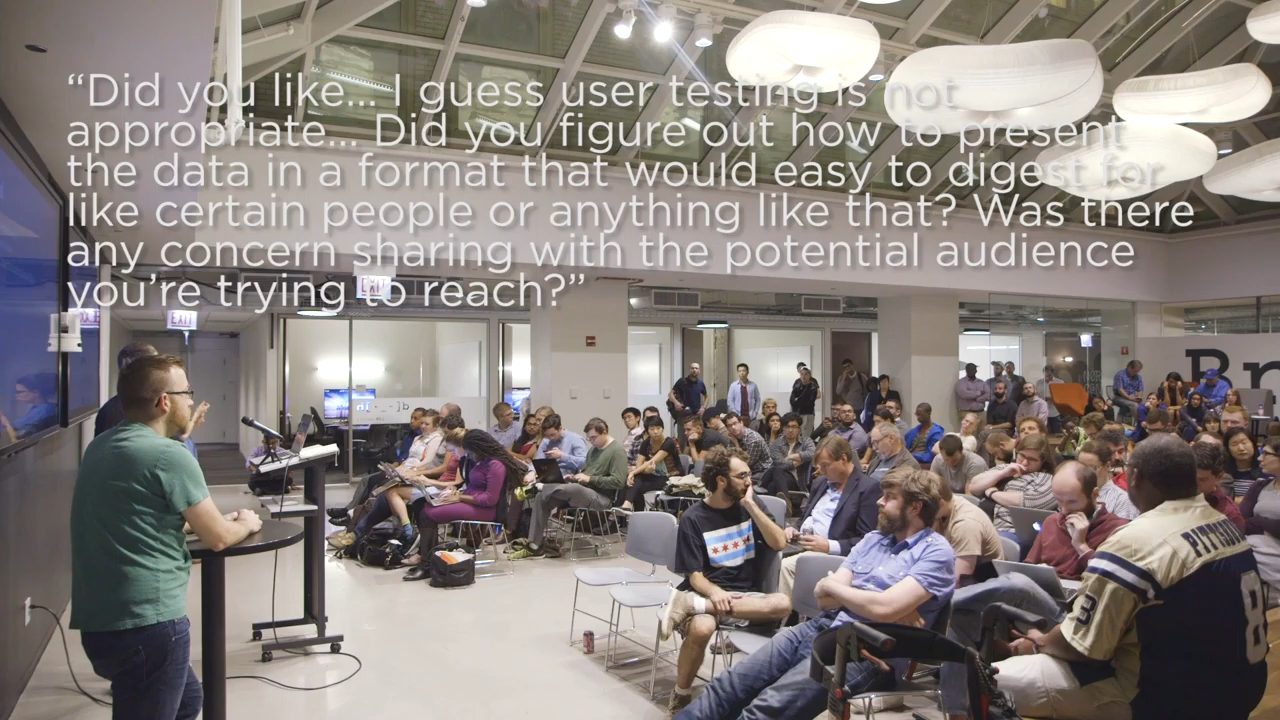 “Did you like... I guess user testing is not
appropriate... Did you figure out how to present
the data in a format that would easy to digest for
like certain people or anything like that? Was there
any concern sharing with the potential audience
you’re trying to reach?”
EXIT
EXIT
PITTSBU
8
8